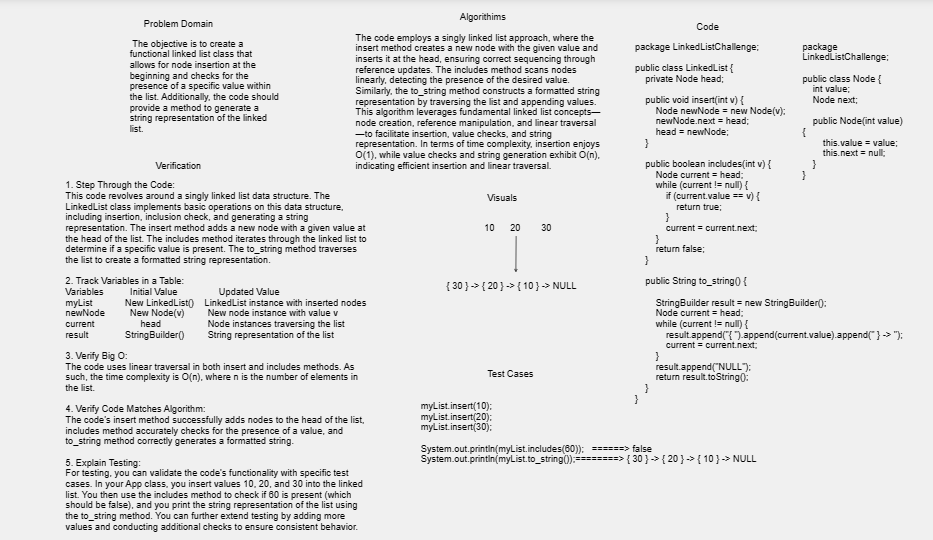 Problem Domain
The objective is to create a
functional linked list class that
allows for node insertion at the
beginning and checks for the
presence of a specific value within
the list. Additionally, the code should
provide a method to generate a
string representation of the linked
list.
Verification
1. Step Through the Code:
This code revolves around a singly linked list data structure. The
LinkedList class implements basic operations on this data structure,
including insertion, inclusion check, and generating a string
representation. The insert method adds a new node with a given value at
the head of the list. The includes method iterates through the linked list to
determine if a specific value is present. The to_string method traverses
the list to create a formatted string representation.
2. Track Variables in a Table:
Variables Initial Value Updated Value
myList New LinkedList() LinkedList instance with inserted nodes
newNode New Node(v) New node instance with value v
current head Node instances traversing the list
result StringBuilder() String representation of the list
3. Verify Big O:
The code uses linear traversal in both insert and includes methods. As
such, the time complexity is O(n), where n is the number of elements in
the list.
4. Verify Code Matches Algorithm:
The code's insert method successfully adds nodes to the head of the list,
includes method accurately checks for the presence of a value, and
to_string method correctly generates a formatted string.
5. Explain Testing:
For testing, you can validate the code's functionality with specific test
cases. In your App class, you insert values 10, 20, and 30 into the linked
list. You then use the includes method to check if 60 is present (which
should be false), and you print the string representation of the list using
the to_string method. You can further extend testing by adding more
values and conducting additional checks to ensure consistent behavior.
Algorithims
The code employs a singly linked list approach, where the
insert method creates a new node with the given value and
inserts it at the head, ensuring correct sequencing through
reference updates. The includes method scans nodes
linearly, detecting the presence of the desired value.
Similarly, the to_string method constructs a formatted string
representation by traversing the list and appending values.
This algorithm leverages fundamental linked list concepts—
node creation, reference manipulation, and linear traversal
—to facilitate insertion, value checks, and string
representation. In terms of time complexity, insertion enjoys
O(1), while value checks and string generation exhibit O(n),
indicating efficient insertion and linear traversal.
Visuals
10 20 30
{ 30 } -> { 20 } -> { 10 } -> NULL
Test Cases
myList.insert(10);
myList.insert(20);
myList.insert(30);
System.out.println(myList.includes(60)); ======> false
System.out.println(myList.to_string());========> { 30 } -> { 20 } -> { 10 } -> NULL
Code
package LinkedListChallenge;
public class LinkedList {
private Node head;
public void insert(int v) {
Node newNode = new Node(v);
newNode.next = head;
head = newNode;
}
public boolean includes(int v) {
Node current = head;
while (current != null) {
if (current.value == v) {
return true;
}
current = current.next;
}
return false;
}
public String to_string() {
StringBuilder result = new StringBuilder();
Node current = head;
while (current != null) {
result.append("{ ").append(current.value).append(" } -> ");
current = current.next;
}
result.append("NULL");
return result.toString();
}
}
package
LinkedListChallenge;
public class Node {
int value;
Node next;
public Node(int value)
{
this.value = value;
this.next = null;
}
}